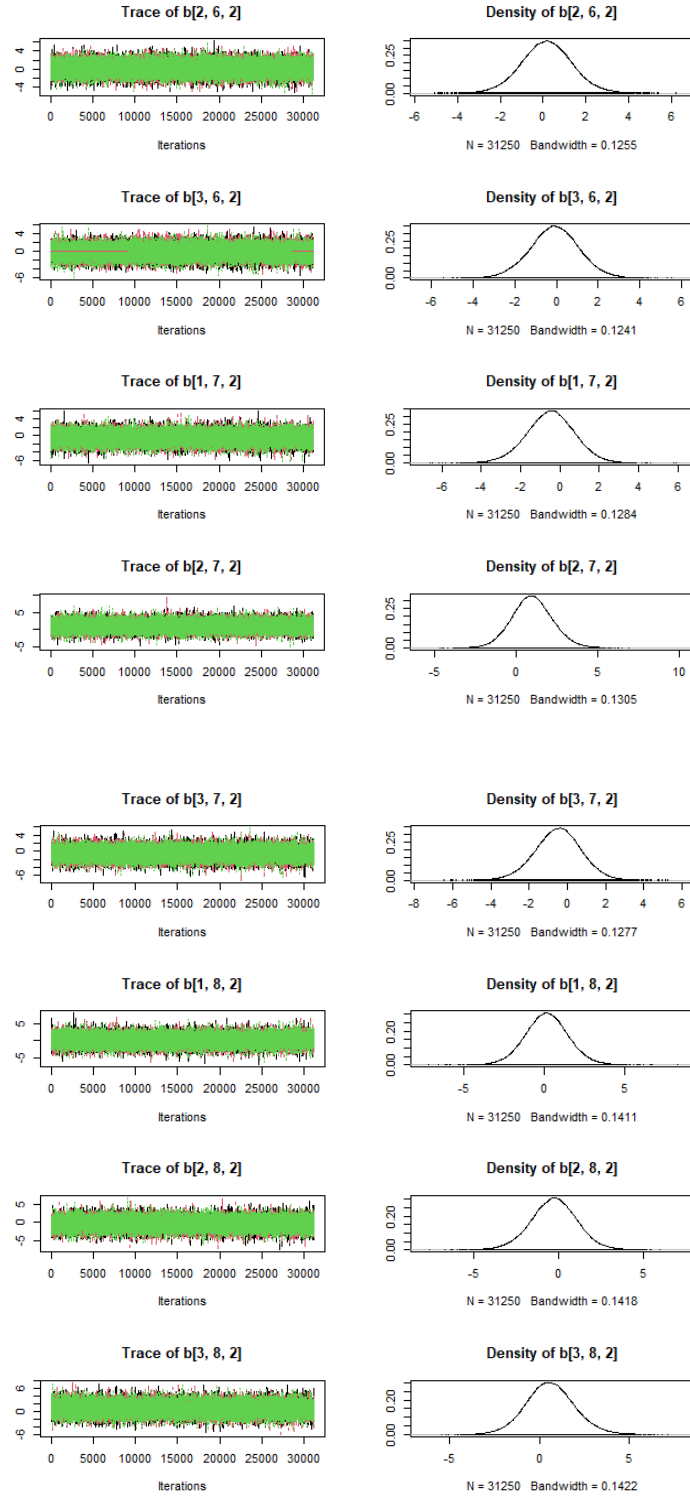 Trace of b[2, 6, 2]
Density of b[2, 6, 2]
-4 0 4
0 5000 10000 15000 20000 25000 30000
Iterations
0.00 0.25
-6 -4 -2 0 2 4 6
N = 31250 Bandwidth = 0.1255
Trace of b[3, 6, 2]
Density of b[3, 6, 2]
-6 0 4
0 5000 10000 15000 20000 25000 30000
Iterations
0.00 0.25
-6 -4 -2 0 2 4 6
N = 31250 Bandwidth = 0.1241
Trace of b[1, 7, 2]
Density of b[1, 7, 2]
-6 0 4
0 5000 10000 15000 20000 25000 30000
Iterations
0.00 0.25
-6 -4 -2 0 2 4 6
N = 31250 Bandwidth = 0.1284
Trace of b[2, 7, 2]
Density of b[2, 7, 2]
-5 5
0 5000 10000 15000 20000 25000 30000
Iterations
0.00 0.25
-5 0 5 10
N = 31250 Bandwidth = 0.1305
Trace of b[3, 7, 2]
Density of b[3, 7, 2]
-6 0 4
0 5000 10000 15000 20000 25000 30000
Iterations
0.00 0.25
-8 -6 -4 -2 0 2 4 6
N = 31250 Bandwidth = 0.1277
Trace of b[1, 8, 2]
Density of b[1, 8, 2]
-5 5
0 5000 10000 15000 20000 25000 30000
Iterations
0.00 0.20
-5 0 5
N = 31250 Bandwidth = 0.1411
Trace of b[2, 8, 2]
Density of b[2, 8, 2]
-5 0 5
0 5000 10000 15000 20000 25000 30000
Iterations
0.00 0.20
-5 0 5
N = 31250 Bandwidth = 0.1418
Trace of b[3, 8, 2]
Density of b[3, 8, 2]
-6 0 6
0 5000 10000 15000 20000 25000 30000
Iterations
0.00 0.20
-5 0 5
N = 31250 Bandwidth = 0.1422